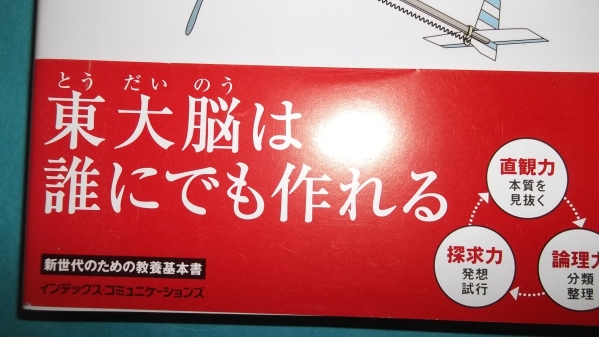 とう だい のう
東大脳は
誰にでも作れる
直観力
本質を
見抜く
探求力
発想
試行
論理力
分類
整理
新世代のための教養基本書
インデックス・コミュニケーションズ